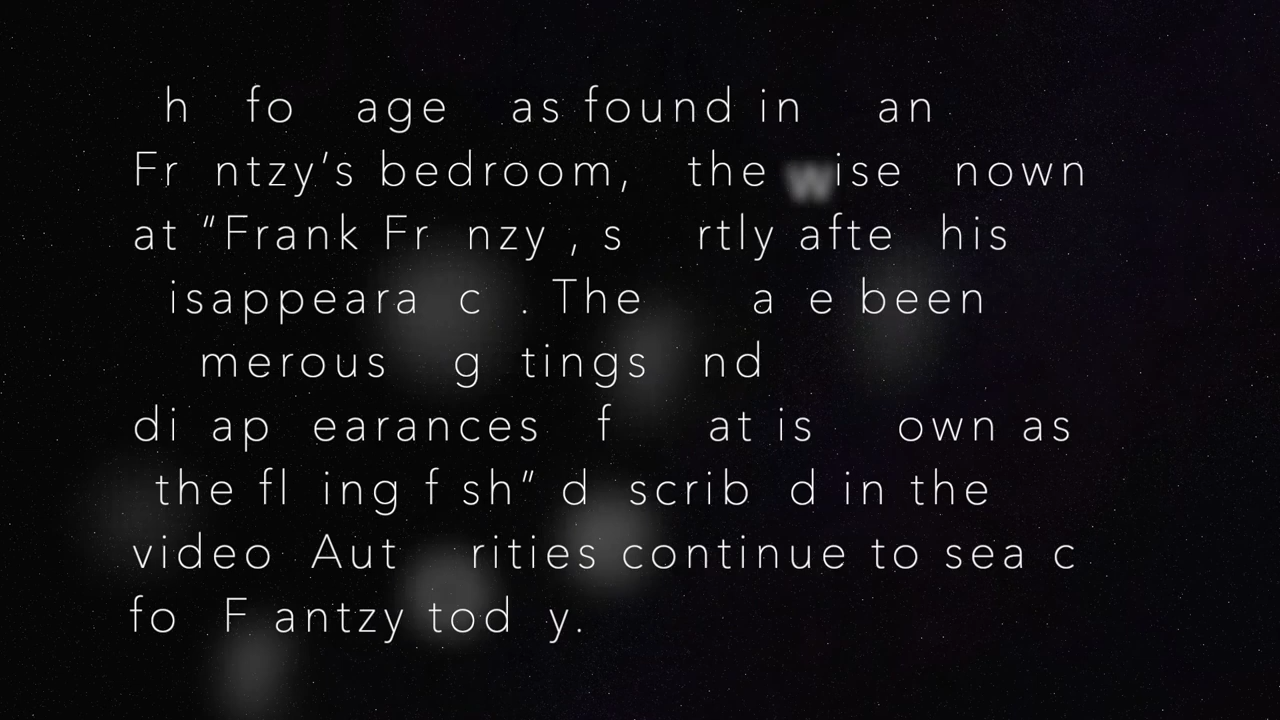 h fo age as found in an
Fr ntzy’s bedroom, the wise nown
at “Frank Fr nzy , s rtly afte his
isappeara c . The a e been
merous g tings nd
di ap earances f at is own as
the fl ing f sh” d scrib d in the
video Aut rities continue to sea c
fo F antzy tod y.